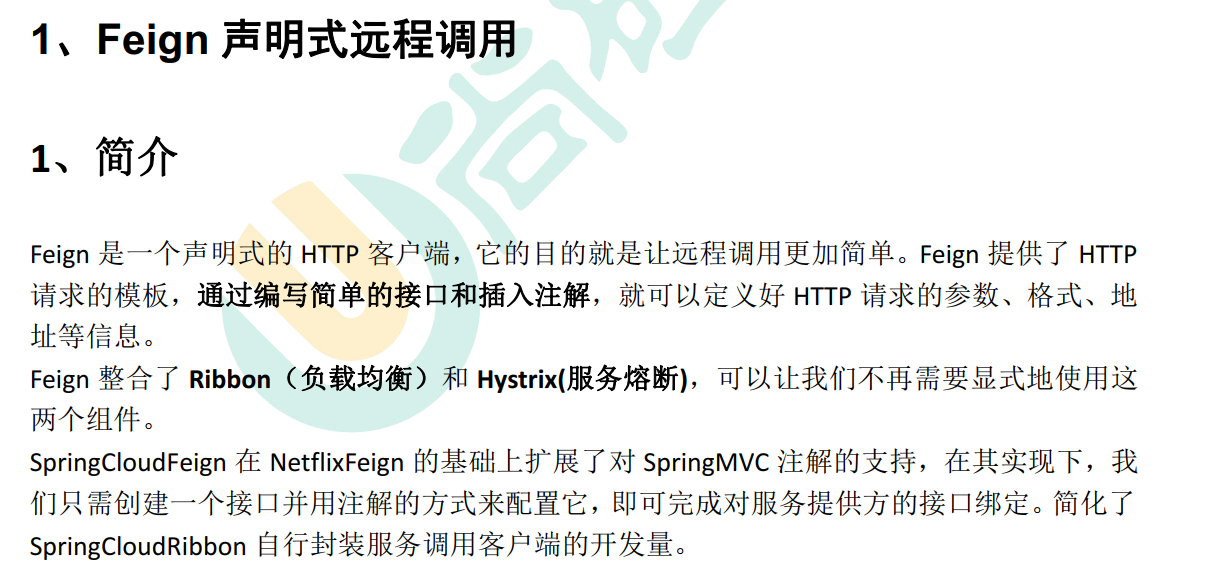 1、Feign 声明式远程调用
1、简介
Feign 是一个声明式的 HTTP 客户端，它的目的就是让远程调用更加简单。Feign 提供了 HTTP
请求的模板，通过编写简单的接口和插入注解，就可以定义好 HTTP 请求的参数、格式、地
址等信息。
Feign 整合了 Ribbon（负载均衡）和 Hystrix(服务熔断)，可以让我们不再需要显式地使用这
两个组件。
SpringCloudFeign 在 NetflixFeign 的基础上扩展了对 SpringMVC 注解的支持，在其实现下，我
们只需创建一个接口并用注解的方式来配置它，即可完成对服务提供方的接口绑定。简化了
SpringCloudRibbon 自行封装服务调用客户端的开发量。
尚